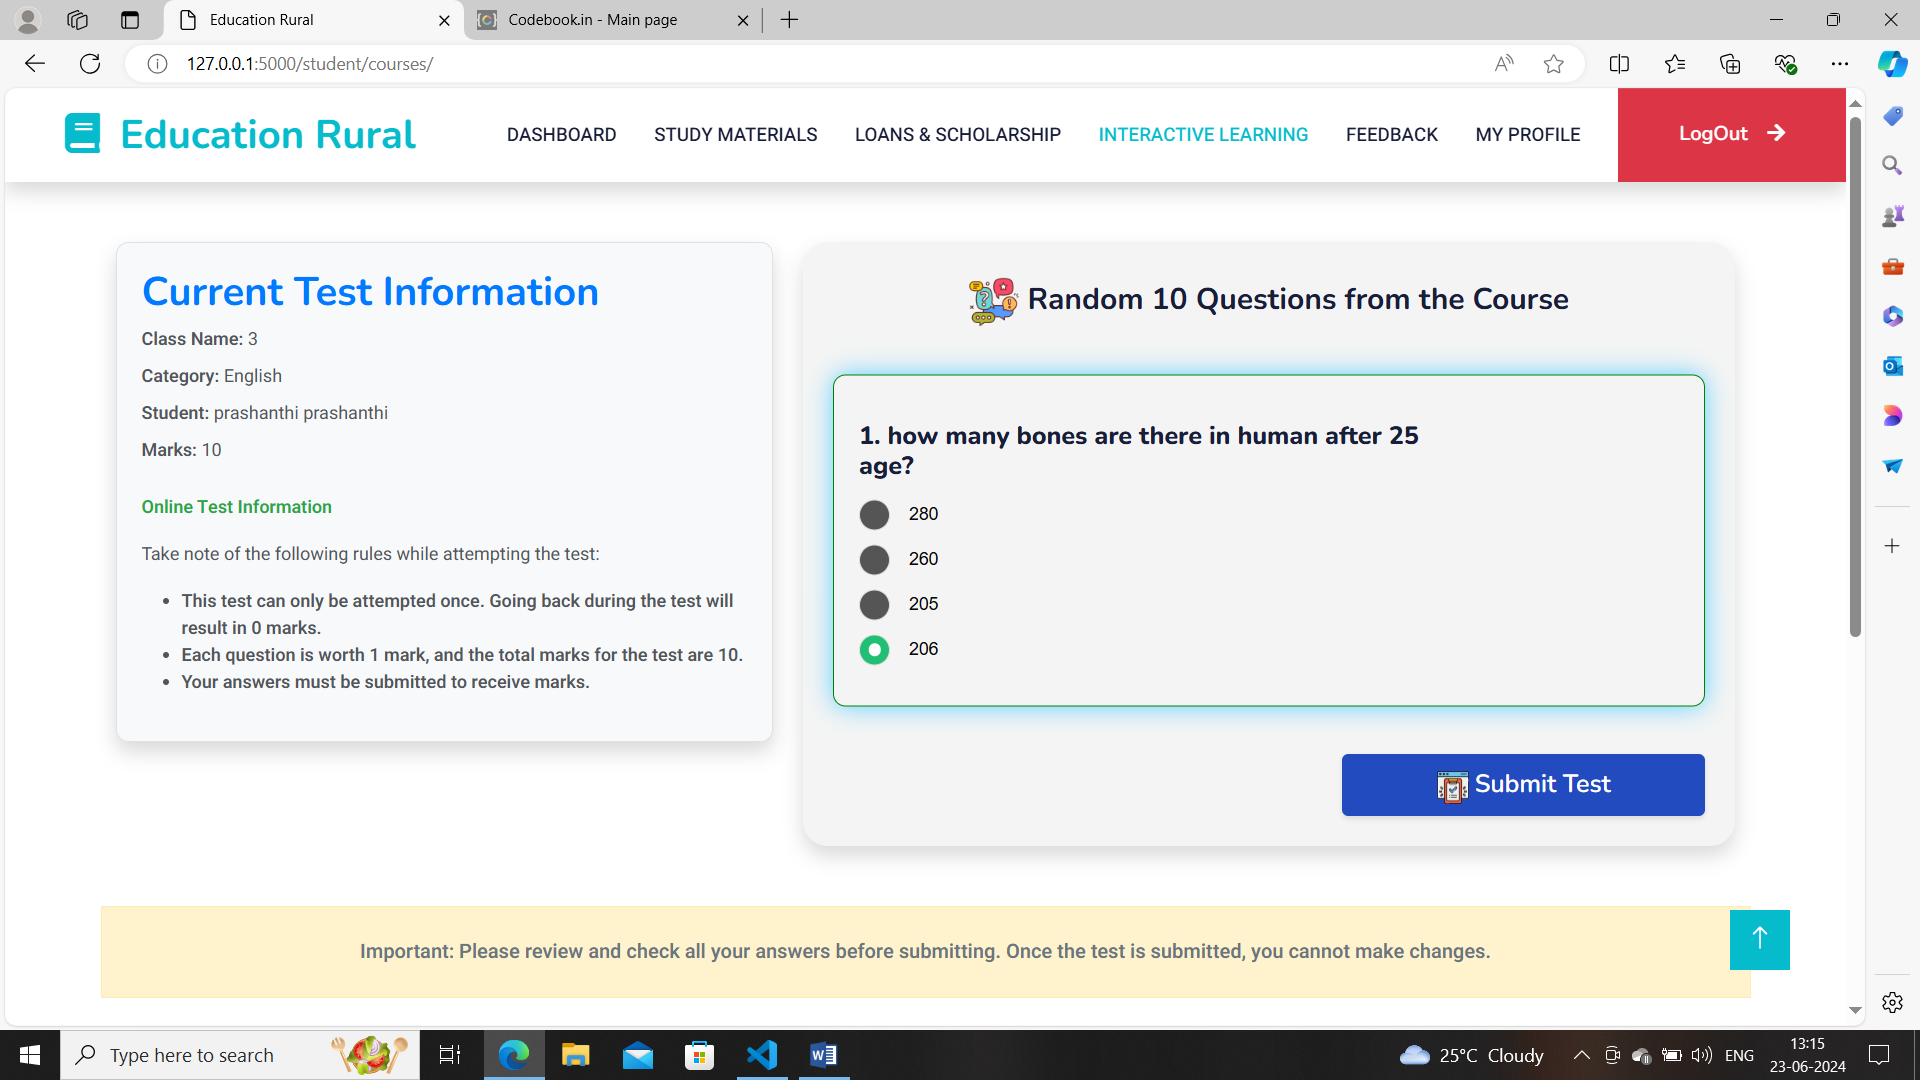 Education Rural
Codebook.in - Main page
127.0.0.1:5000/student/courses/
Education Rural
DASHBOARD
STUDY MATERIALS
LOANS & SCHOLARSHIP
INTERACTIVE LEARNING
FEEDBACK
MY PROFILE
LogOut
Current Test Information
Class Name: 3
Category: English
Student: prashanthi prashanthi
Marks: 10
Online Test Information
Take note of the following rules while attempting the test:
• This test can only be attempted once. Going back during the test will
result in 0 marks.
• Each question is worth 1 mark, and the total marks for the test are 10.
• Your answers must be submitted to receive marks.
Random 10 Questions from the Course
1. how many bones are there in human after 25
age?
280
260
205
206
Submit Test
Important: Please review and check all your answers before submitting. Once the test is submitted, you cannot make changes.
Type here to search
25°C Cloudy
ENG
13:15
23-06-2024